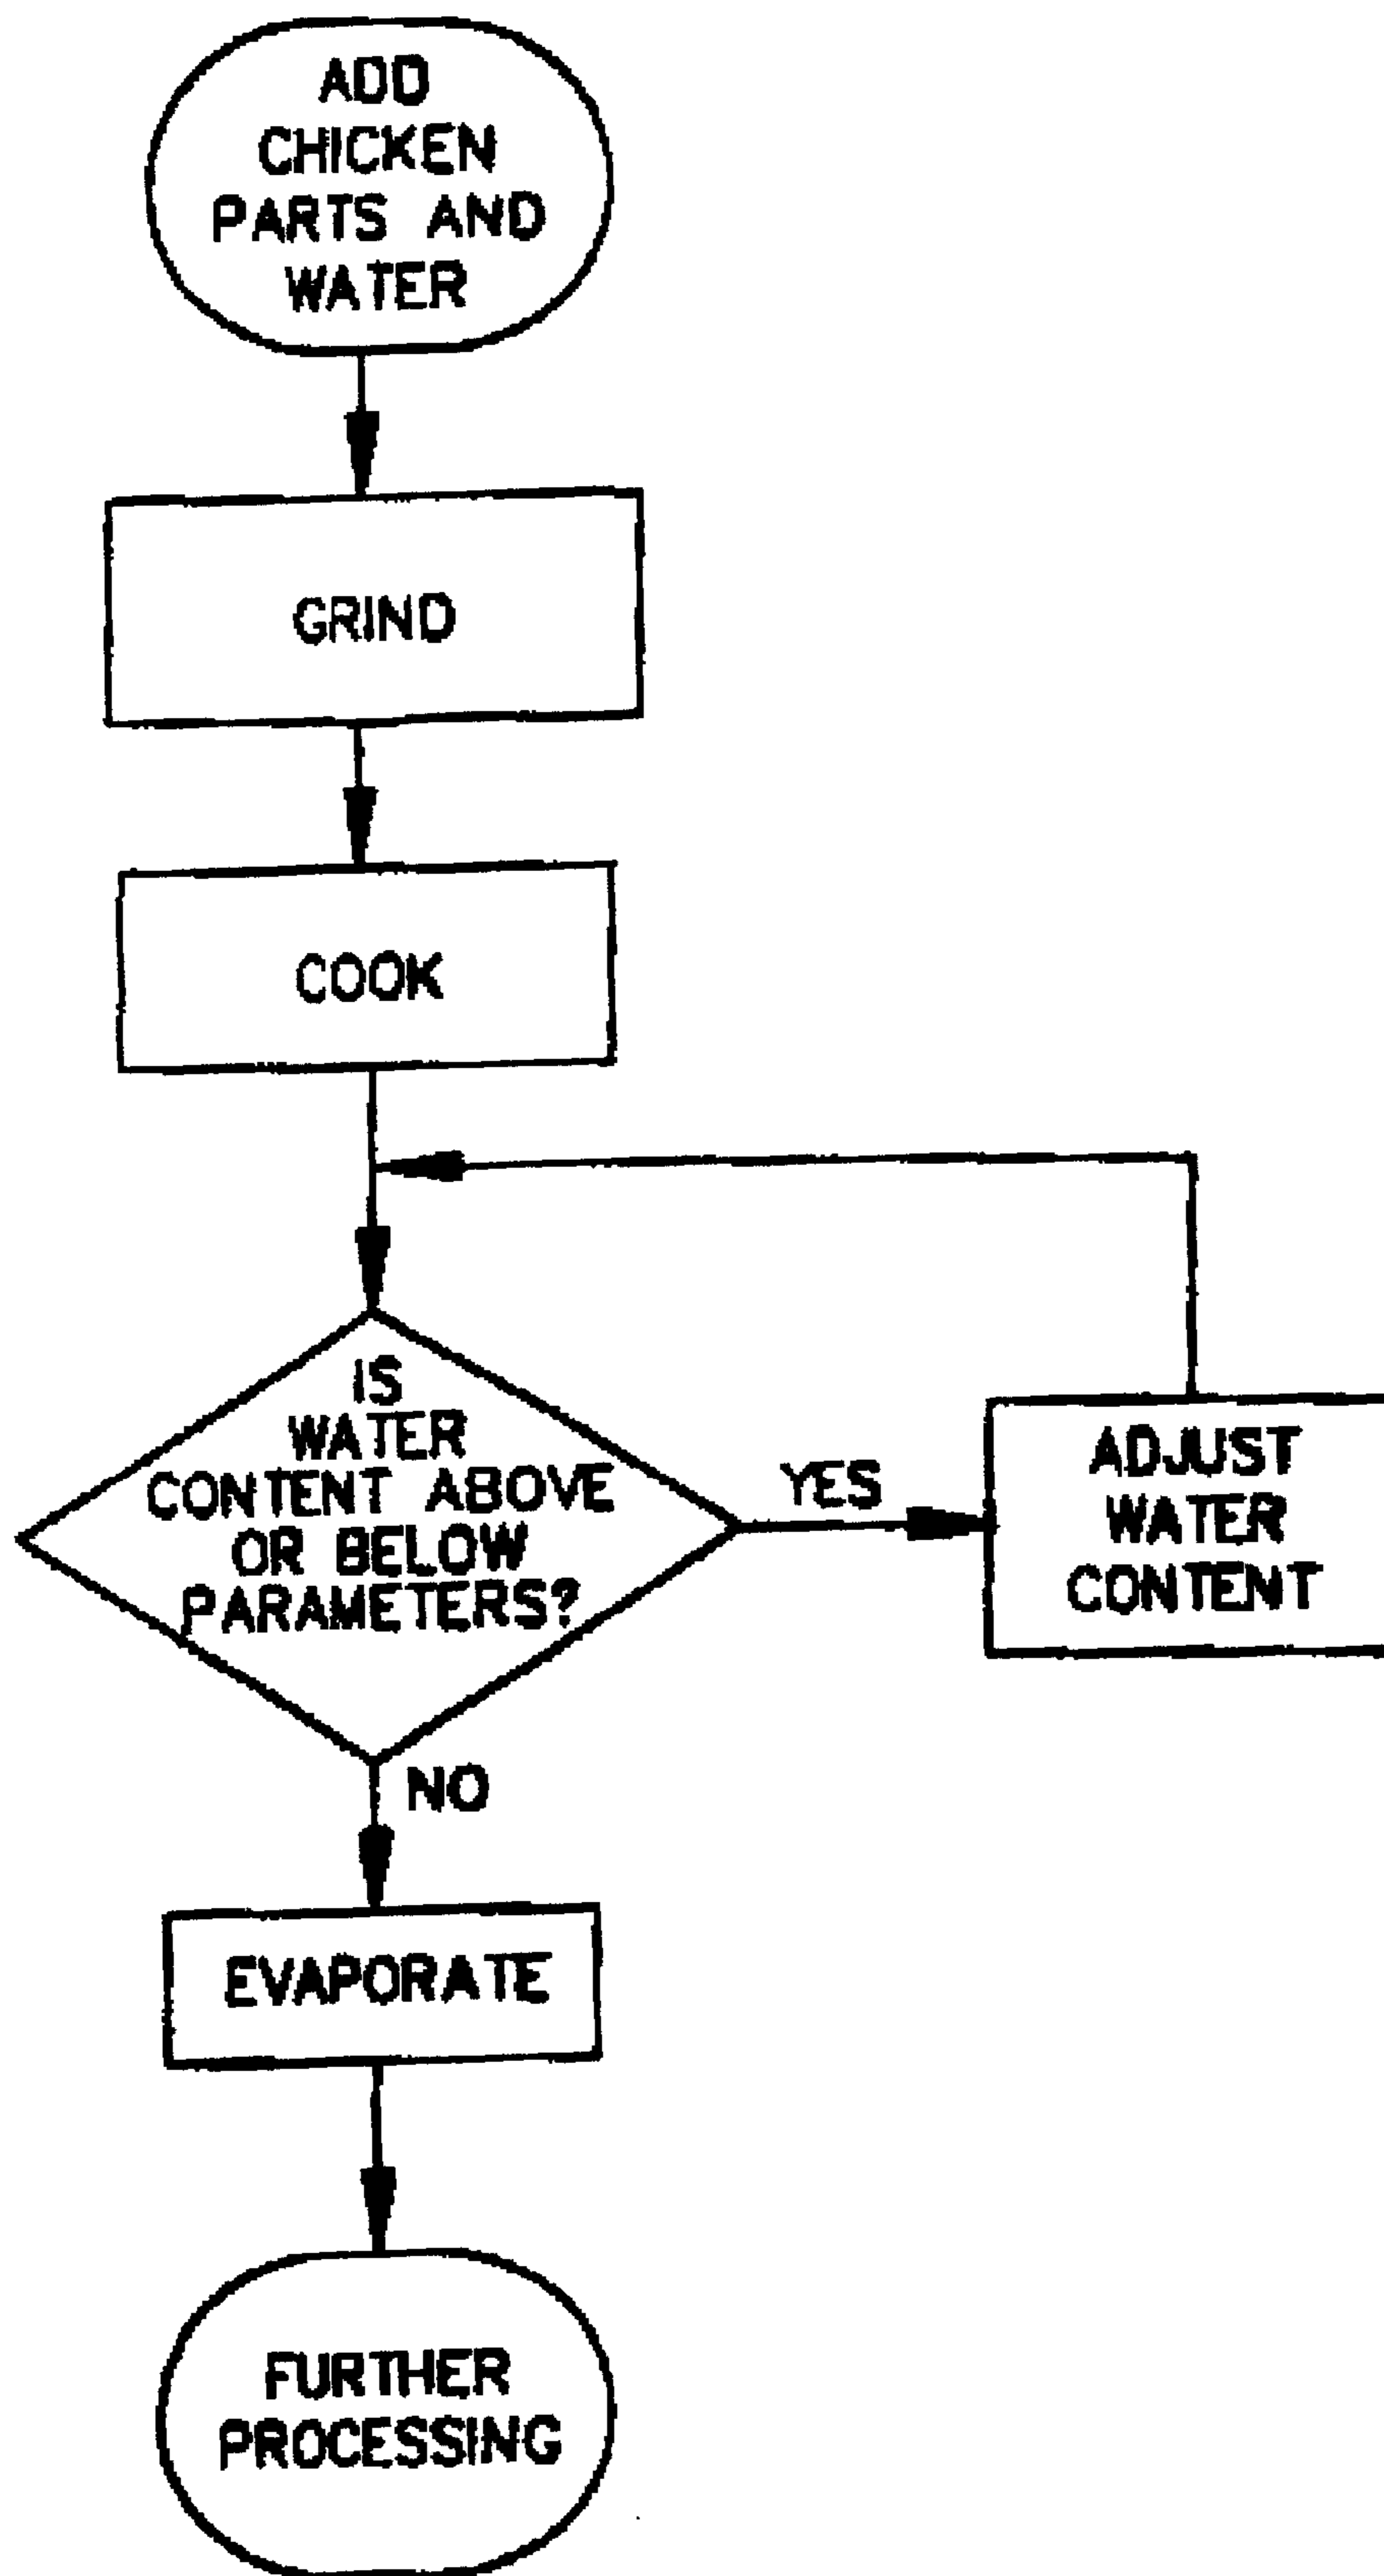 ADD
CHICKEN
PARTS AND
WATER
GRIND
COOK
IS
WATER
CONTENT ABOVE
OR BELOW
PARAMETERS?
YES
ADJUST
WATER
CONTENT
NO
EVAPORATE
FURTHER
PROCESSING